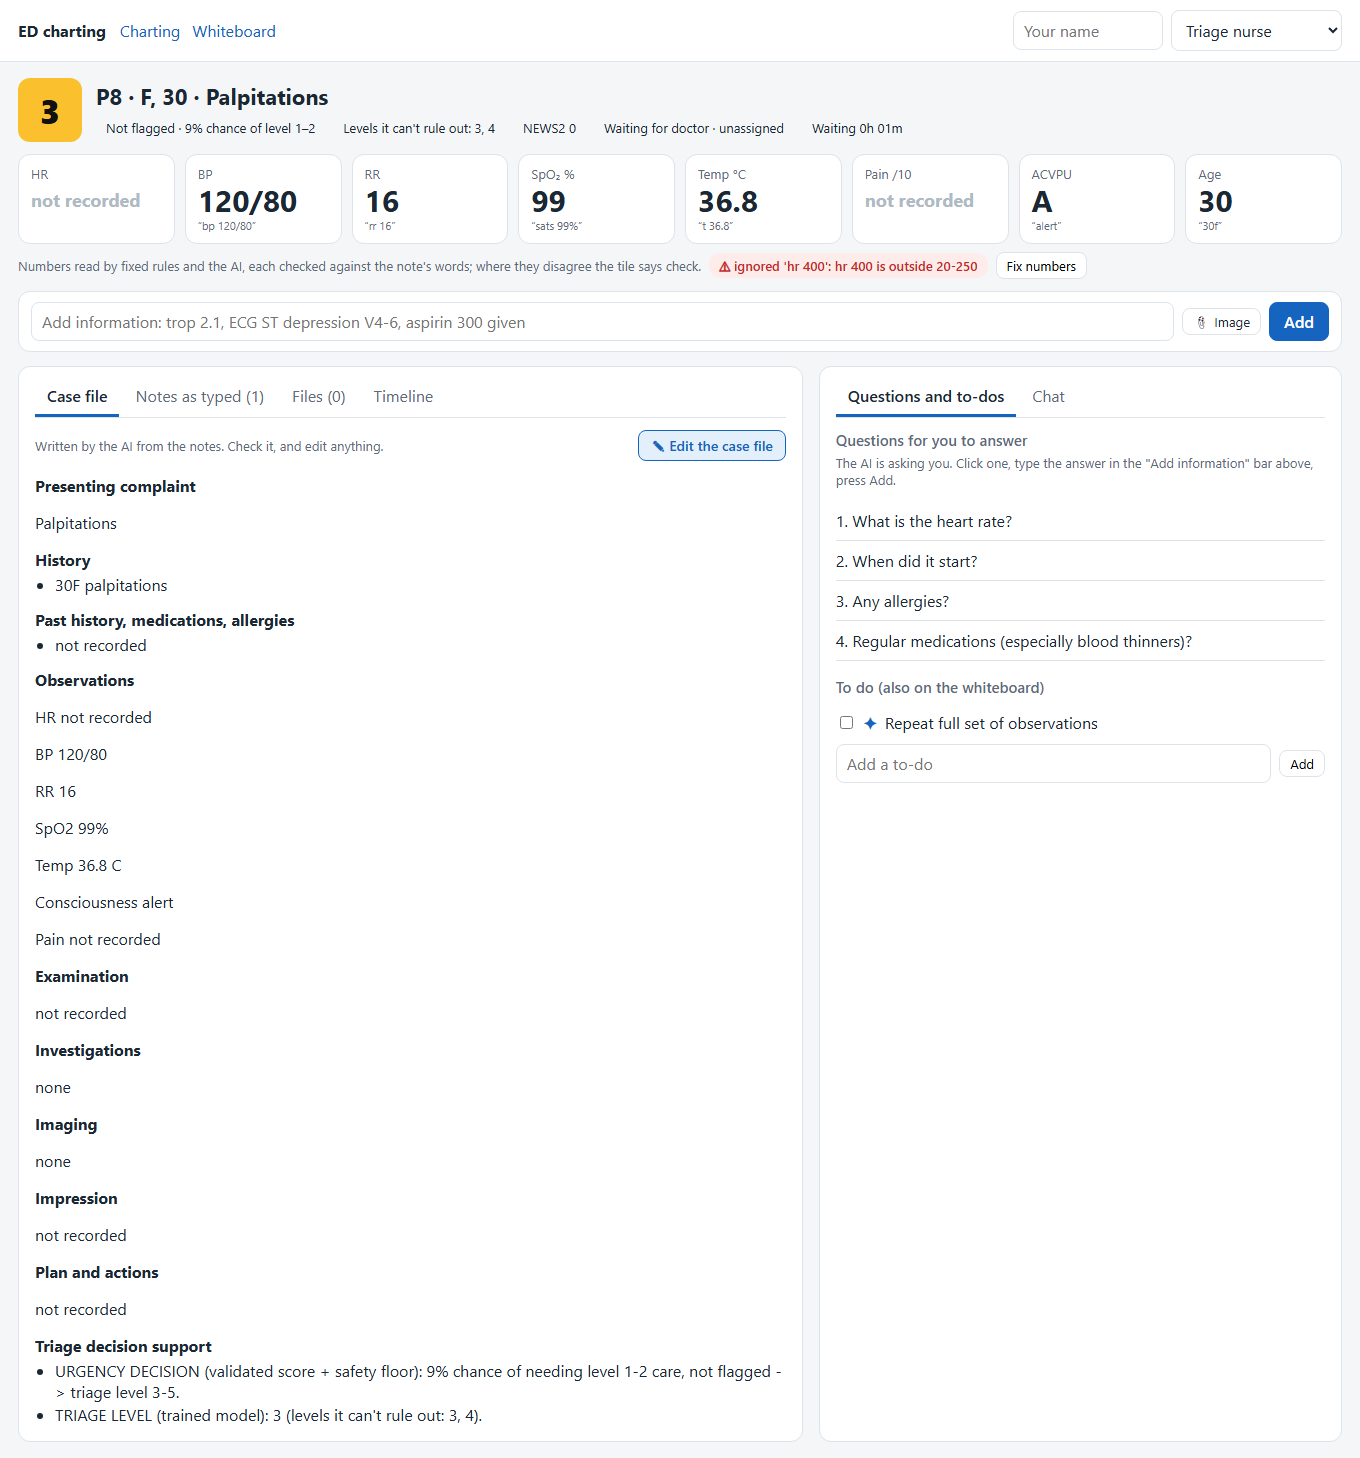 ED charting Charting Whiteboard Your name Triage nurse
3
P8 · F, 30 · Palpitations
Not flagged · 9% chance of level 1–2 Levels it can't rule out: 3, 4 NEWS2 0 Waiting for doctor · unassigned Waiting 0h 01m
HR
not recorded
BP
120/80
“bp 120/80”
RR
16
“rr 16”
SpO₂ %
99
“sats 99%”
Temp °C
36.8
“t 36.8”
Pain /10
not recorded
ACVPU
A
“alert”
Age
30
“30f”
Numbers read by fixed rules and the AI, each checked against the note's words; where they disagree the tile says check. ⚠ ignored 'hr 400': hr 400 is outside 20-250 Fix numbers
Add information: trop 2.1, ECG ST depression V4-6, aspirin 300 given Image Add
Case file Notes as typed (1) Files (0) Timeline
Written by the AI from the notes. Check it, and edit anything. Edit the case file
Presenting complaint
Palpitations
History
• 30F palpitations
Past history, medications, allergies
• not recorded
Observations
HR not recorded
BP 120/80
RR 16
SpO2 99%
Temp 36.8 C
Consciousness alert
Pain not recorded
Examination
not recorded
Investigations
none
Imaging
none
Impression
not recorded
Plan and actions
not recorded
Triage decision support
• URGENCY DECISION (validated score + safety floor): 9% chance of needing level 1-2 care, not flagged -
> triage level 3-5.
• TRIAGE LEVEL (trained model): 3 (levels it can't rule out: 3, 4).
Questions and to-dos Chat
Questions for you to answer
The AI is asking you. Click one, type the answer in the "Add information" bar above,
press Add.
1. What is the heart rate?
2. When did it start?
3. Any allergies?
4. Regular medications (especially blood thinners)?
To do (also on the whiteboard)
Repeat full set of observations
Add a to-do Add